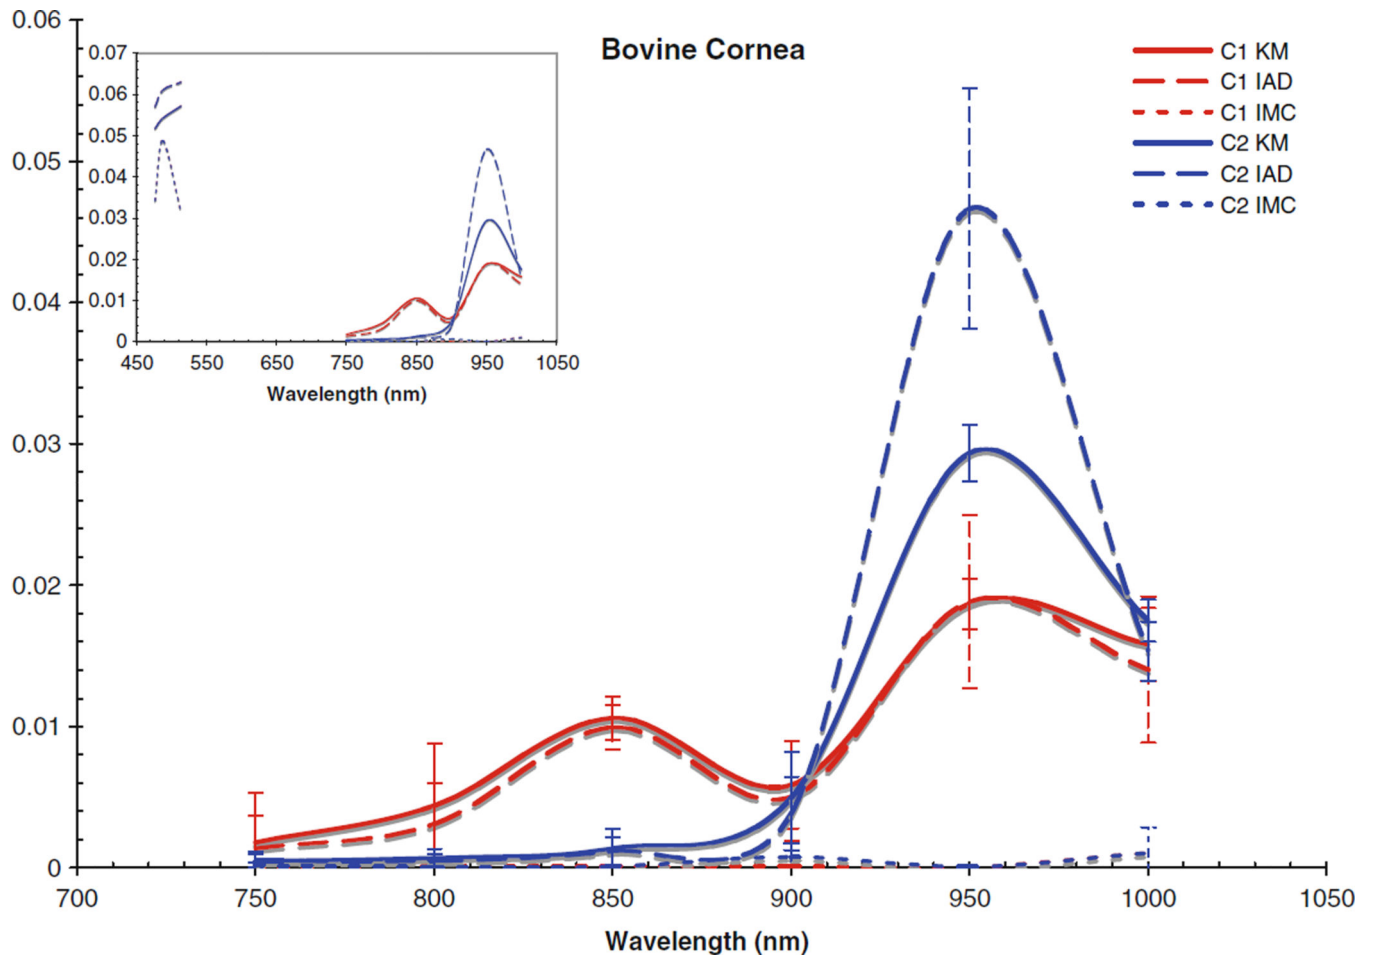 Bovine Cornea
C1 KM
C1 IAD
C1 IMC
C2 KM
C2 IAD
C2 IMC
0.06
0.05
0.04
0.03
0.02
0.01
0
700 750 800 850 900 950 1000 1050
Wavelength (nm)
0.07
0.06
0.05
0.04
0.03
0.02
0.01
0
450 550 650 750 850 950 1050
Wavelength (nm)